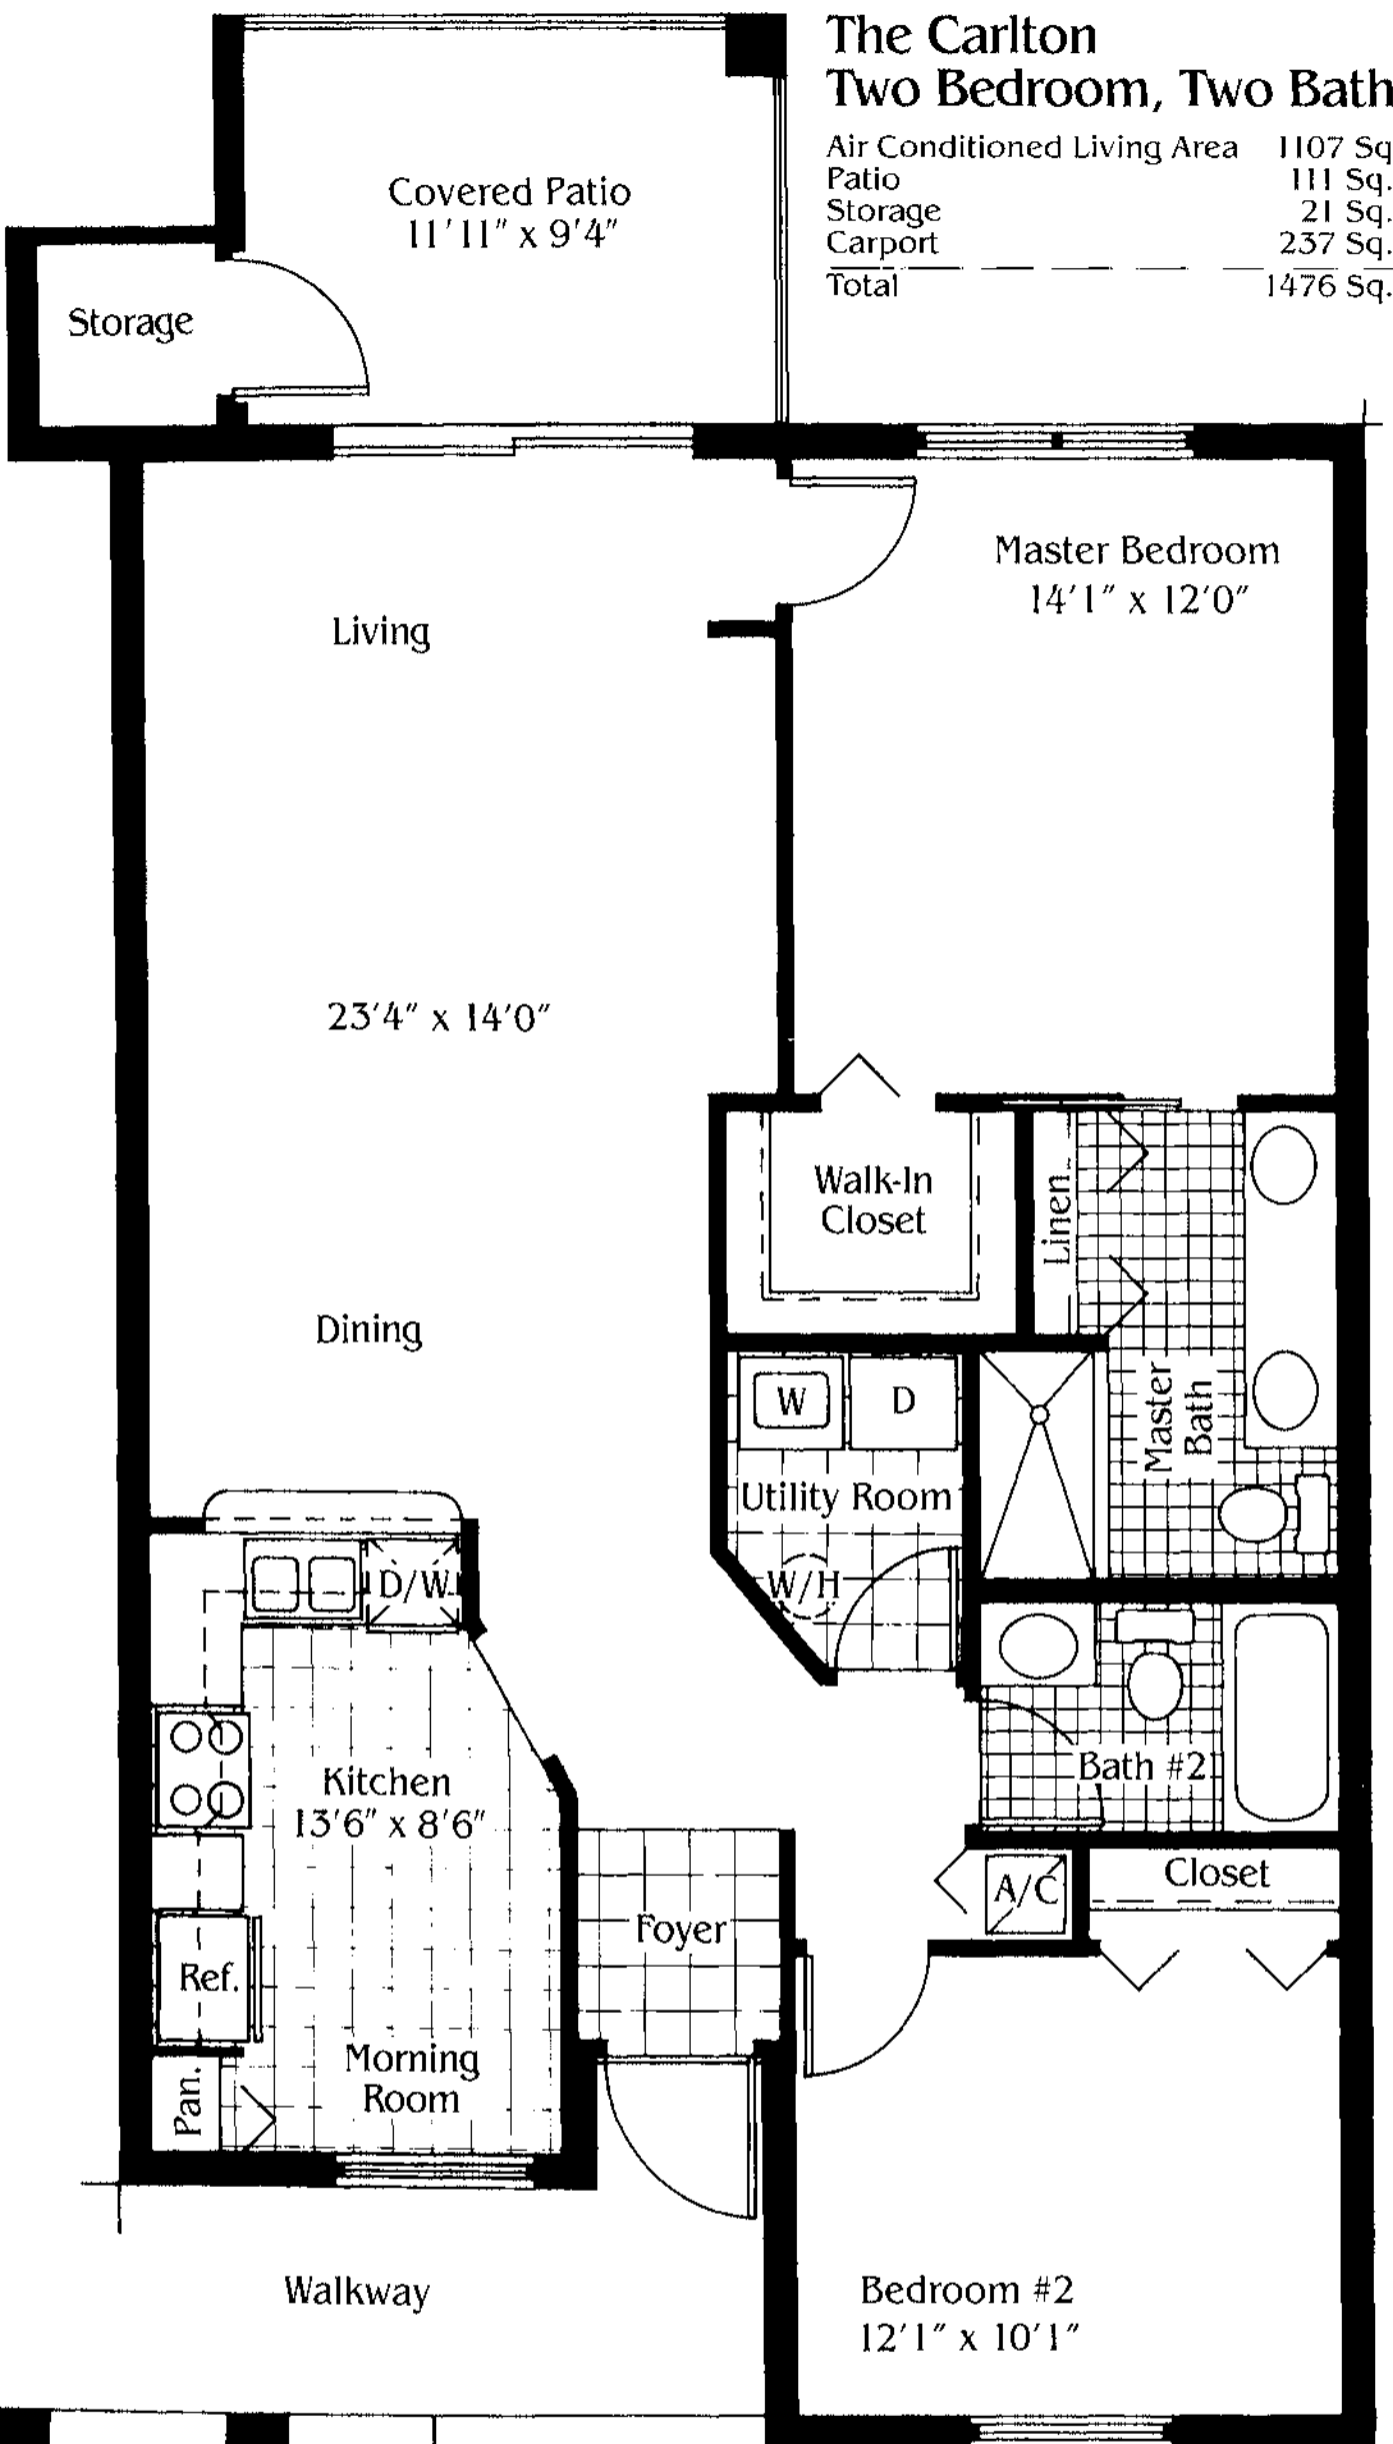 The Carlton
Two Bedroom, Two Bath
Air Conditioned Living Area 1107 Sq
Patio 111 Sq.
Storage 21 Sq.
Carport 237 Sq.
Total 1476 Sq.
Covered Patio
11'11" x 9'4"
Storage
Master Bedroom
14'1" x 12'0"
Living
23'4" x 14'0"
Walk-In
Closet
Linen
Dining
Master
Bath
W
D
Utility Room
W/H
D/W
Kitchen
13'6" x 8'6"
Bath #2
Closet
A/C
Foyer
Ref.
Morning
Room
Pan.
Walkway
Bedroom #2
12'1" x 10'1"